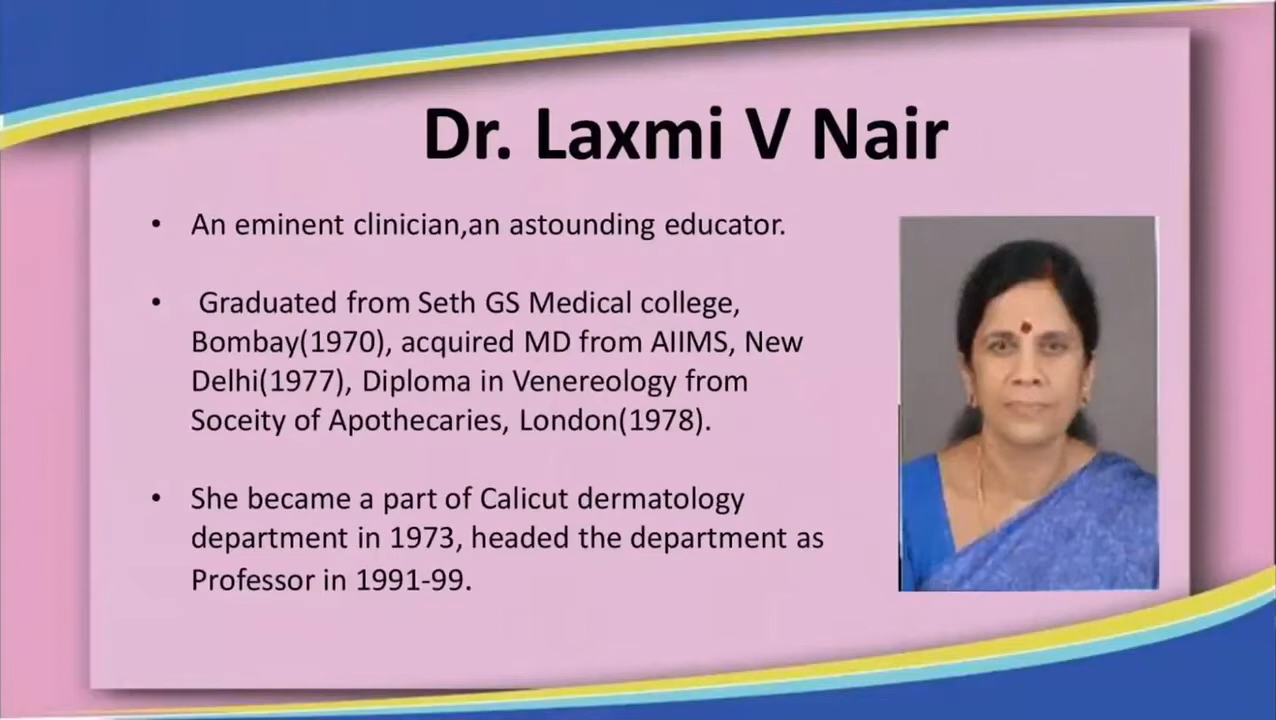 Dr. Laxmi V Nair
• An eminent clinician,an astounding educator.
• Graduated from Seth GS Medical college,
Bombay(1970), acquired MD from AIIMS, New
Delhi(1977), Diploma in Venereology from
Soceity of Apothecaries, London(1978).
• She became a part of Calicut dermatology
department in 1973, headed the department as
Professor in 1991-99.